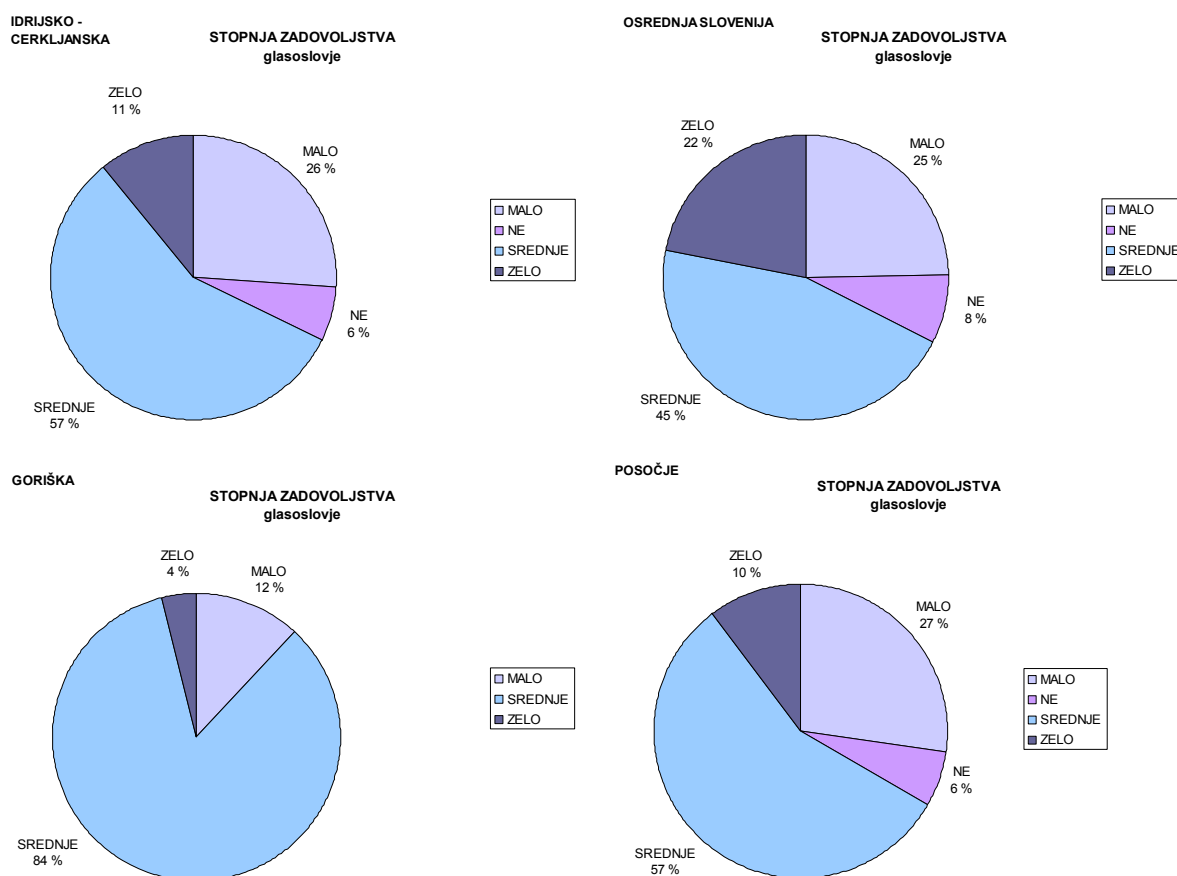 IDRIJSKO -
CERKLJANSKA
STOPNJA ZADOVOLJSTVA
glasoslovje
ZELO
11 %
MALO
26 %
NE
6 %
SREDNJE
57 %
MALO
NE
SREDNJE
ZELO
OSREDNJA SLOVENIJA
STOPNJA ZADOVOLJSTVA
glasoslovje
ZELO
22 %
MALO
25 %
NE
8 %
SREDNJE
45 %
MALO
NE
SREDNJE
ZELO
GORIŠKA
STOPNJA ZADOVOLJSTVA
glasoslovje
ZELO
4 %
MALO
12 %
SREDNJE
84 %
MALO
SREDNJE
ZELO
POSOČJE
STOPNJA ZADOVOLJSTVA
glasoslovje
ZELO
10 %
MALO
27 %
NE
6 %
SREDNJE
57 %
MALO
NE
SREDNJE
ZELO